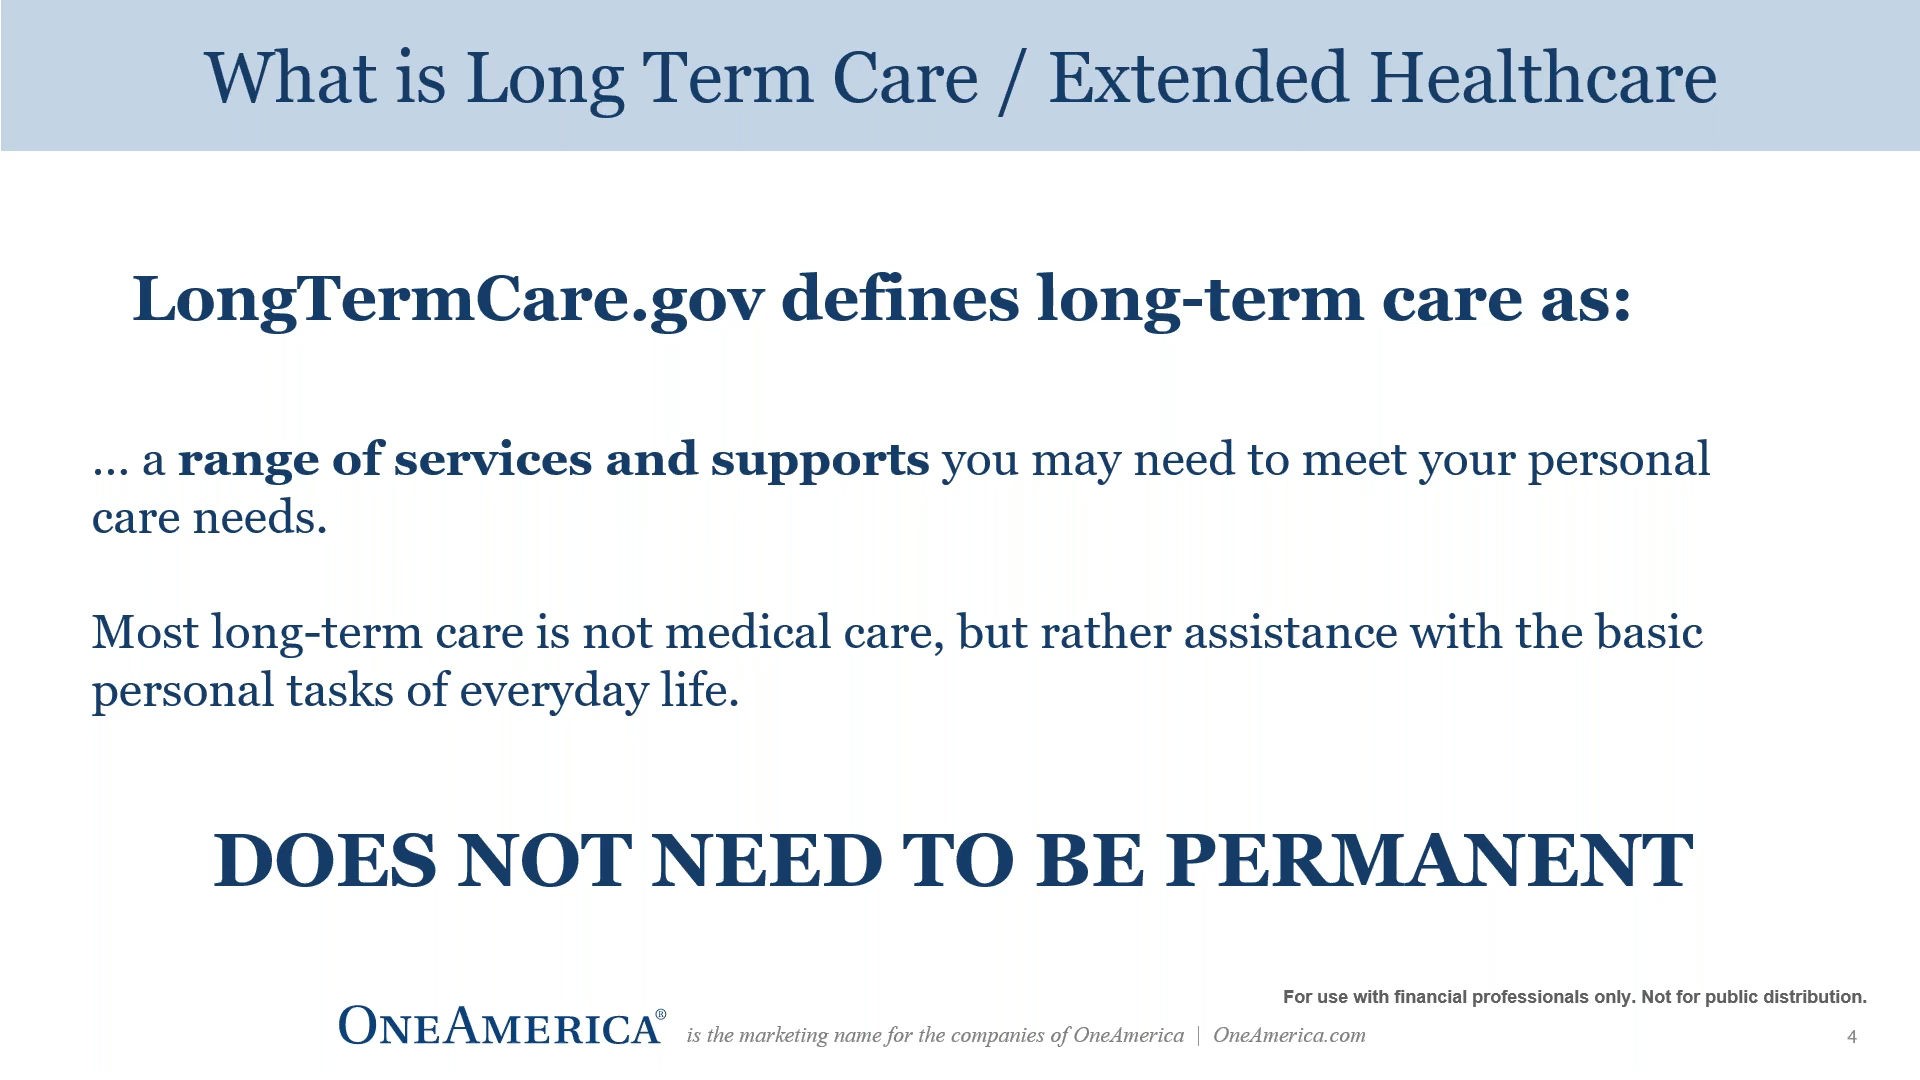 What is Long Term Care / Extended Healthcare
LongTermCare.gov defines long-term care as:
... a range of services and supports you may need to meet your personal
care needs.
Most long-term care is not medical care, but rather assistance with the basic
personal tasks of everyday life.
DOES NOT NEED TO BE PERMANENT
For use with financial professionals only. Not for public distribution.
ONEAMERICA® is the marketing name for the companies of OneAmerica | OneAmerica.com
4